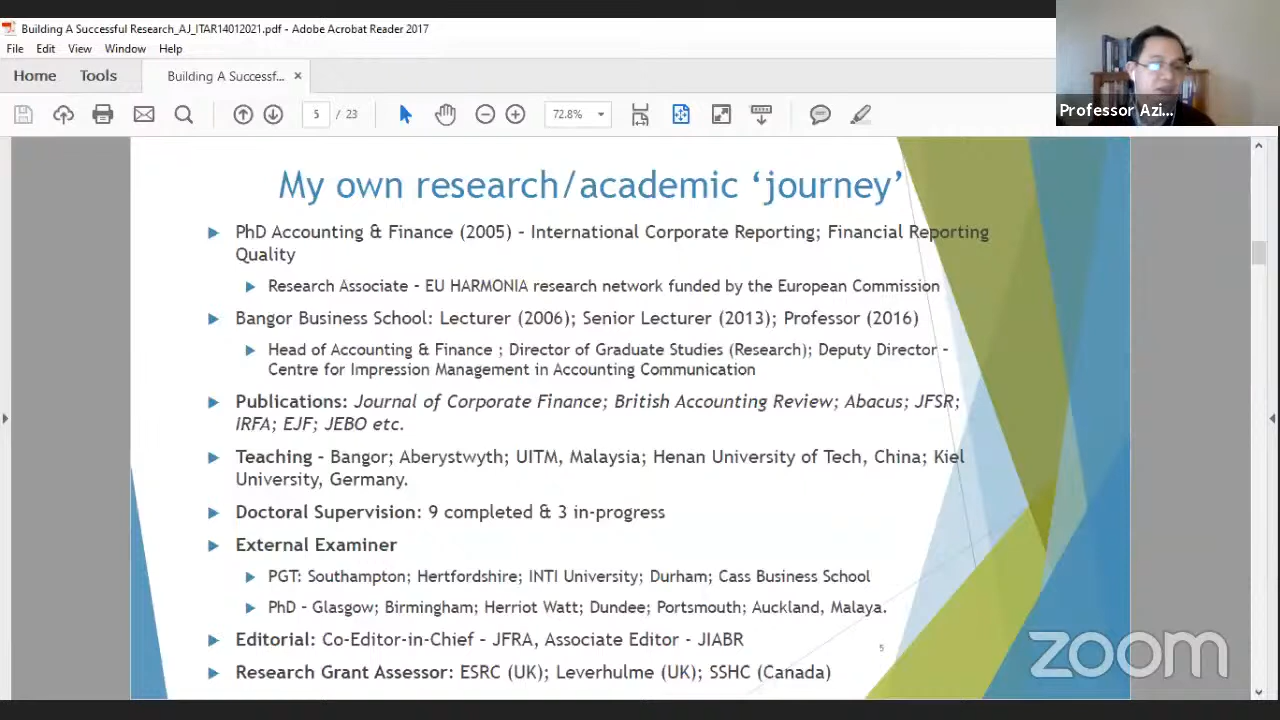 Building A Successful Research_AJ_ITAR14012021.pdf - Adobe Acrobat Reader 2017
File Edit View Window Help
Home Tools Building A Successf... ×
5 / 23 72.8%
Professor Azi...
My own research/academic ‘journey’
PhD Accounting & Finance (2005) – International Corporate Reporting; Financial Reporting
Quality
Research Associate – EU HARMONIA research network funded by the European Commission
Bangor Business School: Lecturer (2006); Senior Lecturer (2013); Professor (2016)
Head of Accounting & Finance ; Director of Graduate Studies (Research); Deputy Director –
Centre for Impression Management in Accounting Communication
Publications: Journal of Corporate Finance; British Accounting Review; Abacus; JFSR;
IRFA; EJF; JEBO etc.
Teaching – Bangor; Aberystwyth; UITM, Malaysia; Henan University of Tech, China; Kiel
University, Germany.
Doctoral Supervision: 9 completed & 3 in-progress
External Examiner
PGT: Southampton; Hertfordshire; INTI University; Durham; Cass Business School
PhD – Glasgow; Birmingham; Herriot Watt; Dundee; Portsmouth; Auckland, Malaya.
Editorial: Co-Editor-in-Chief – JFRA, Associate Editor - JIABR
5
Research Grant Assessor: ESRC (UK); Leverhulme (UK); SSHC (Canada)
zoom